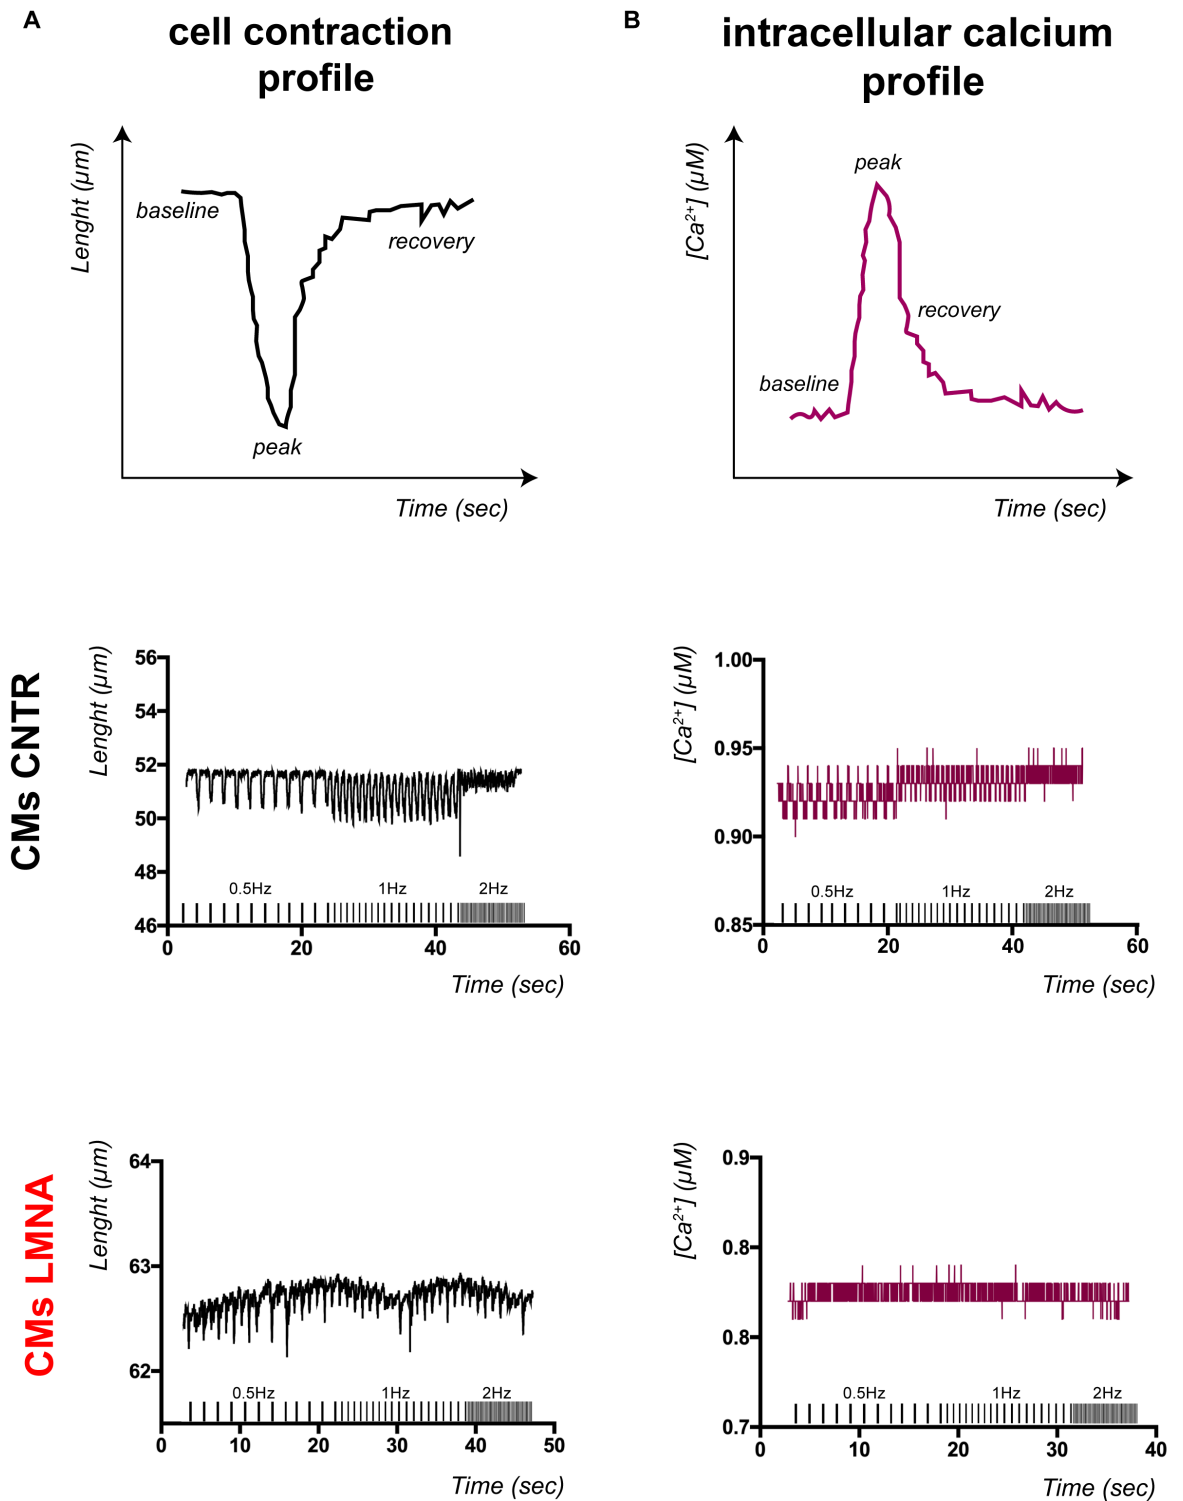 A
cell contraction
profile
Lenght (µm)
baseline
recovery
peak
Time (sec)
B
intracellular calcium
profile
[Ca2+] (µM)
peak
recovery
baseline
Time (sec)
CMs CNTR
Lenght (µm)
56
54
52
50
48
46
0.5Hz
1Hz
2Hz
0
20
40
60
Time (sec)
[Ca2+] (µM)
1.00
0.95
0.90
0.85
0.5Hz
1Hz
2Hz
0
20
40
60
Time (sec)
CMs LMNA
Lenght (µm)
64
63
62
0.5Hz
1Hz
2Hz
0
10
20
30
40
50
Time (sec)
[Ca2+] (µM)
0.9
0.8
0.8
0.7
0.5Hz
1Hz
2Hz
0
10
20
30
40
Time (sec)